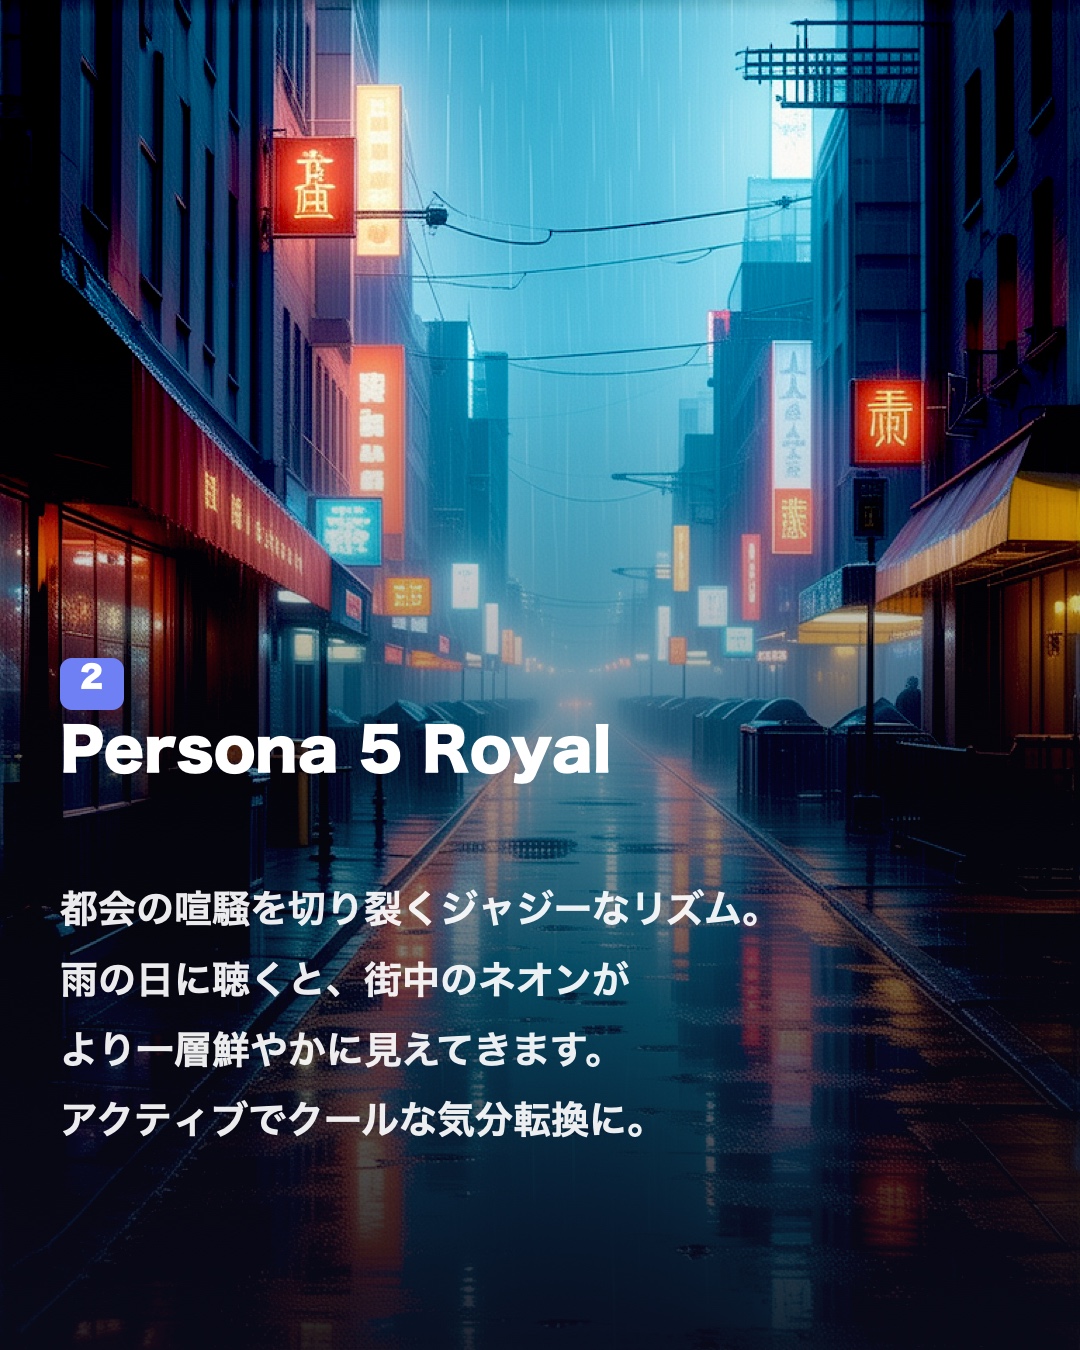 2
Persona 5 Royal
都会の喧騒を切り裂くジャジーなリズム。
雨の日に聴くと、街中のネオンが
より一層鮮やかに見えてきます。
アクティブでクールな気分転換に。